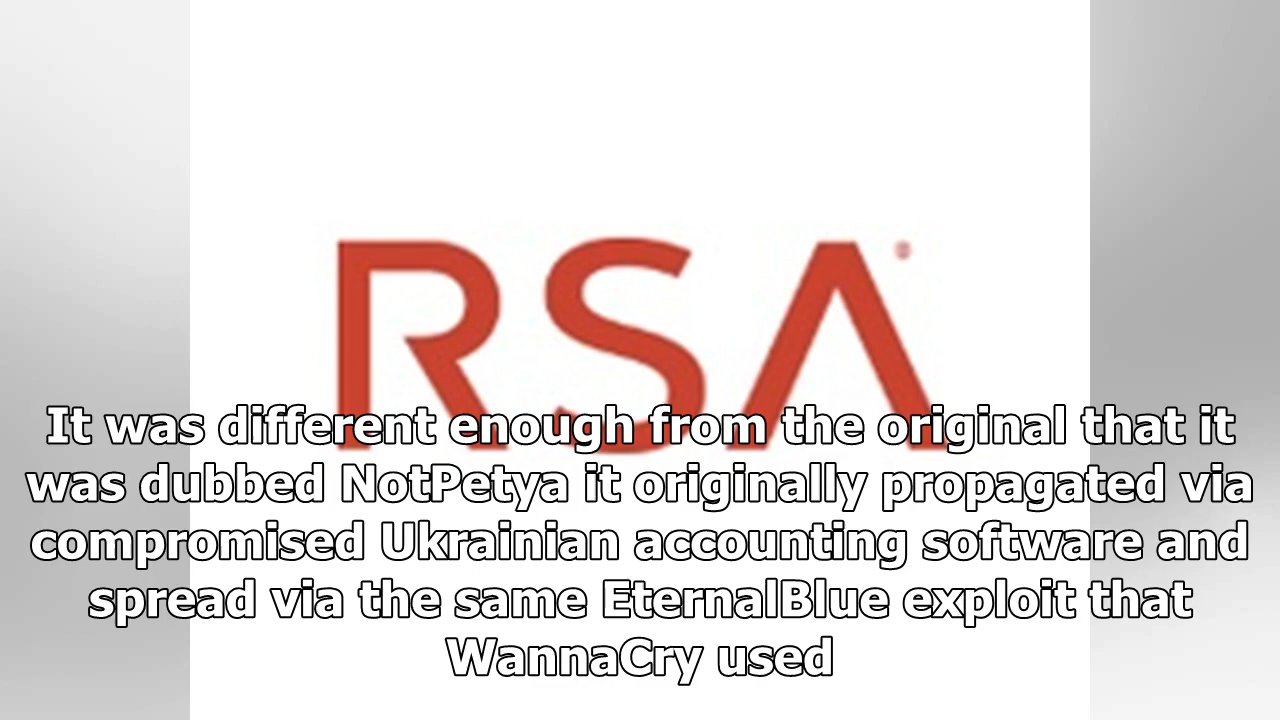 RSA®
It was different enough from the original that it
was dubbed NotPetya it originally propagated via
compromised Ukrainian accounting software and
spread via the same EternalBlue exploit that
WannaCry used